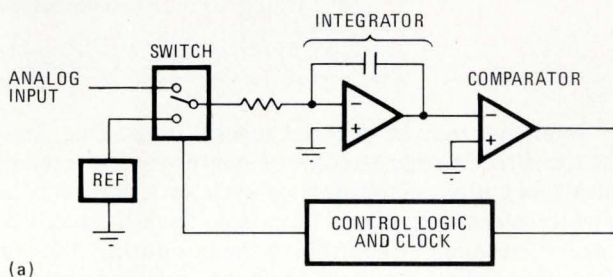 INTEGRATOR
SWITCH
ANALOG
INPUT
COMPARATOR
−
+
−
+
REF
CONTROL LOGIC
AND CLOCK
(a)